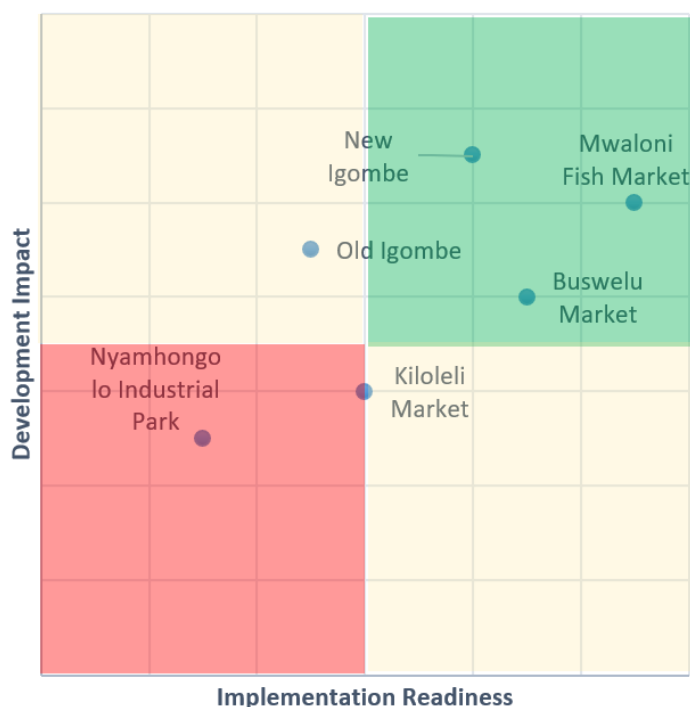 New
Igombe
Mwaloni
Fish Market
Old Igombe
Buswelu
Market
Nyamhongo
lo Industrial
Park
Kiloleli
Market
Development Impact
Implementation Readiness